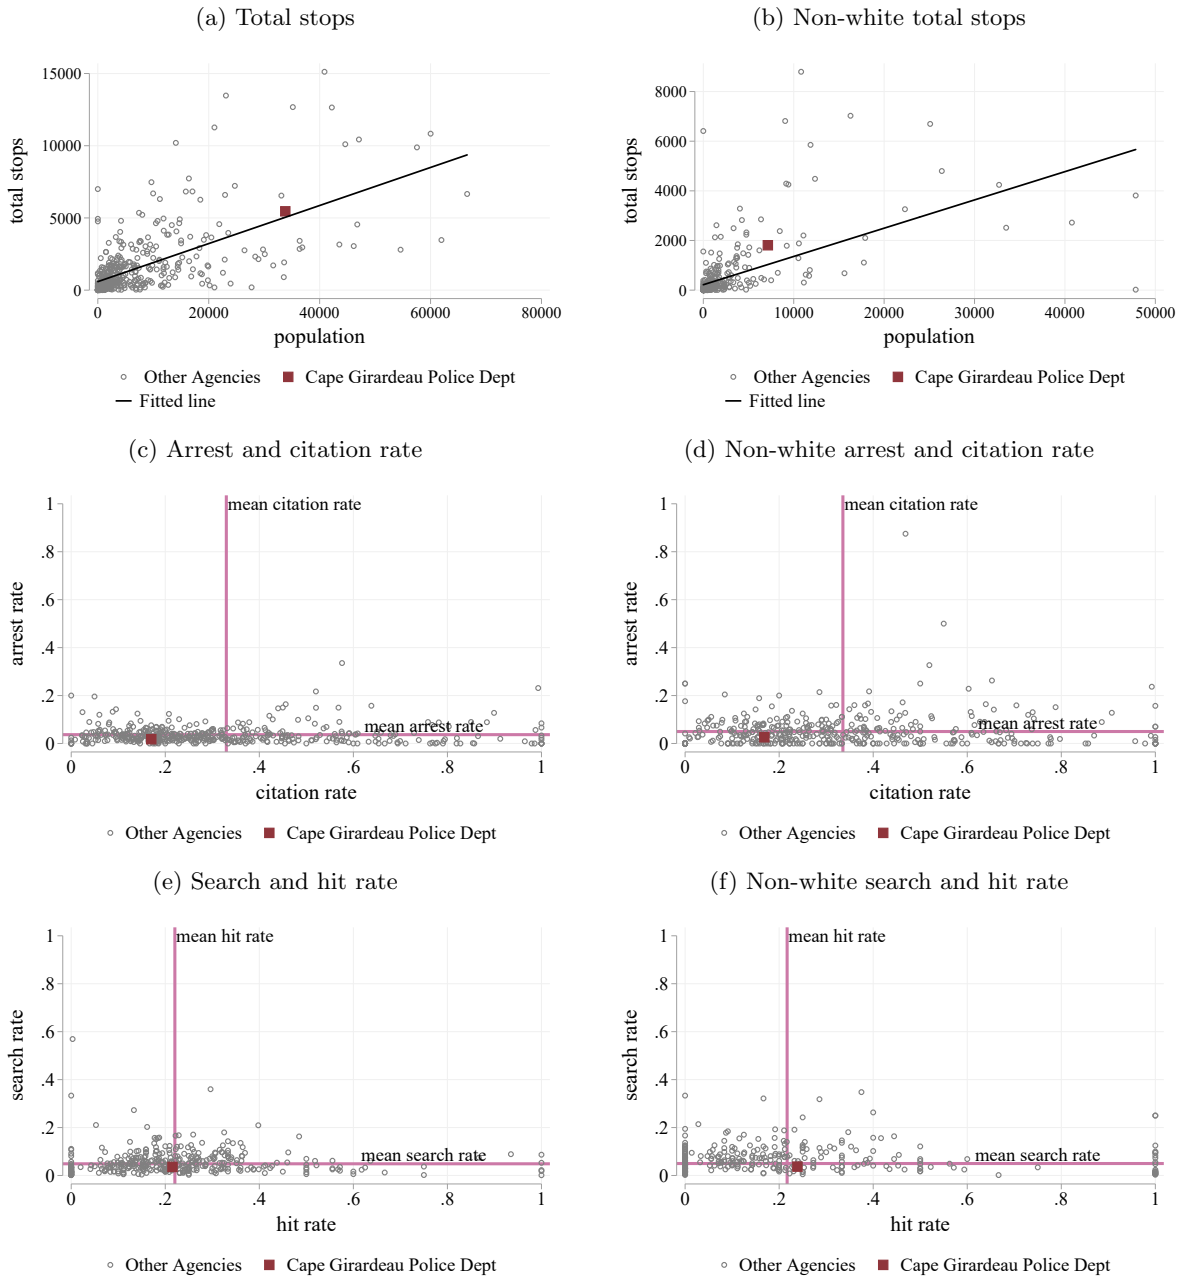 (a) Total stops
(b) Non-white total stops
total stops
15000
10000
5000
0
0 20000 40000 60000 80000
population
Other Agencies Cape Girardeau Police Dept
Fitted line
total stops
8000
6000
4000
2000
0
0 10000 20000 30000 40000 50000
population
Other Agencies Cape Girardeau Police Dept
Fitted line
(c) Arrest and citation rate
(d) Non-white arrest and citation rate
arrest rate
1
.8
.6
.4
.2
0
mean citation rate
mean arrest rate
0 .2 .4 .6 .8 1
citation rate
Other Agencies Cape Girardeau Police Dept
arrest rate
1
.8
.6
.4
.2
0
mean citation rate
mean arrest rate
0 .2 .4 .6 .8 1
citation rate
Other Agencies Cape Girardeau Police Dept
(e) Search and hit rate
(f) Non-white search and hit rate
search rate
1
.8
.6
.4
.2
0
mean hit rate
mean search rate
0 .2 .4 .6 .8 1
hit rate
Other Agencies Cape Girardeau Police Dept
search rate
1
.8
.6
.4
.2
0
mean hit rate
mean search rate
0 .2 .4 .6 .8 1
hit rate
Other Agencies Cape Girardeau Police Dept